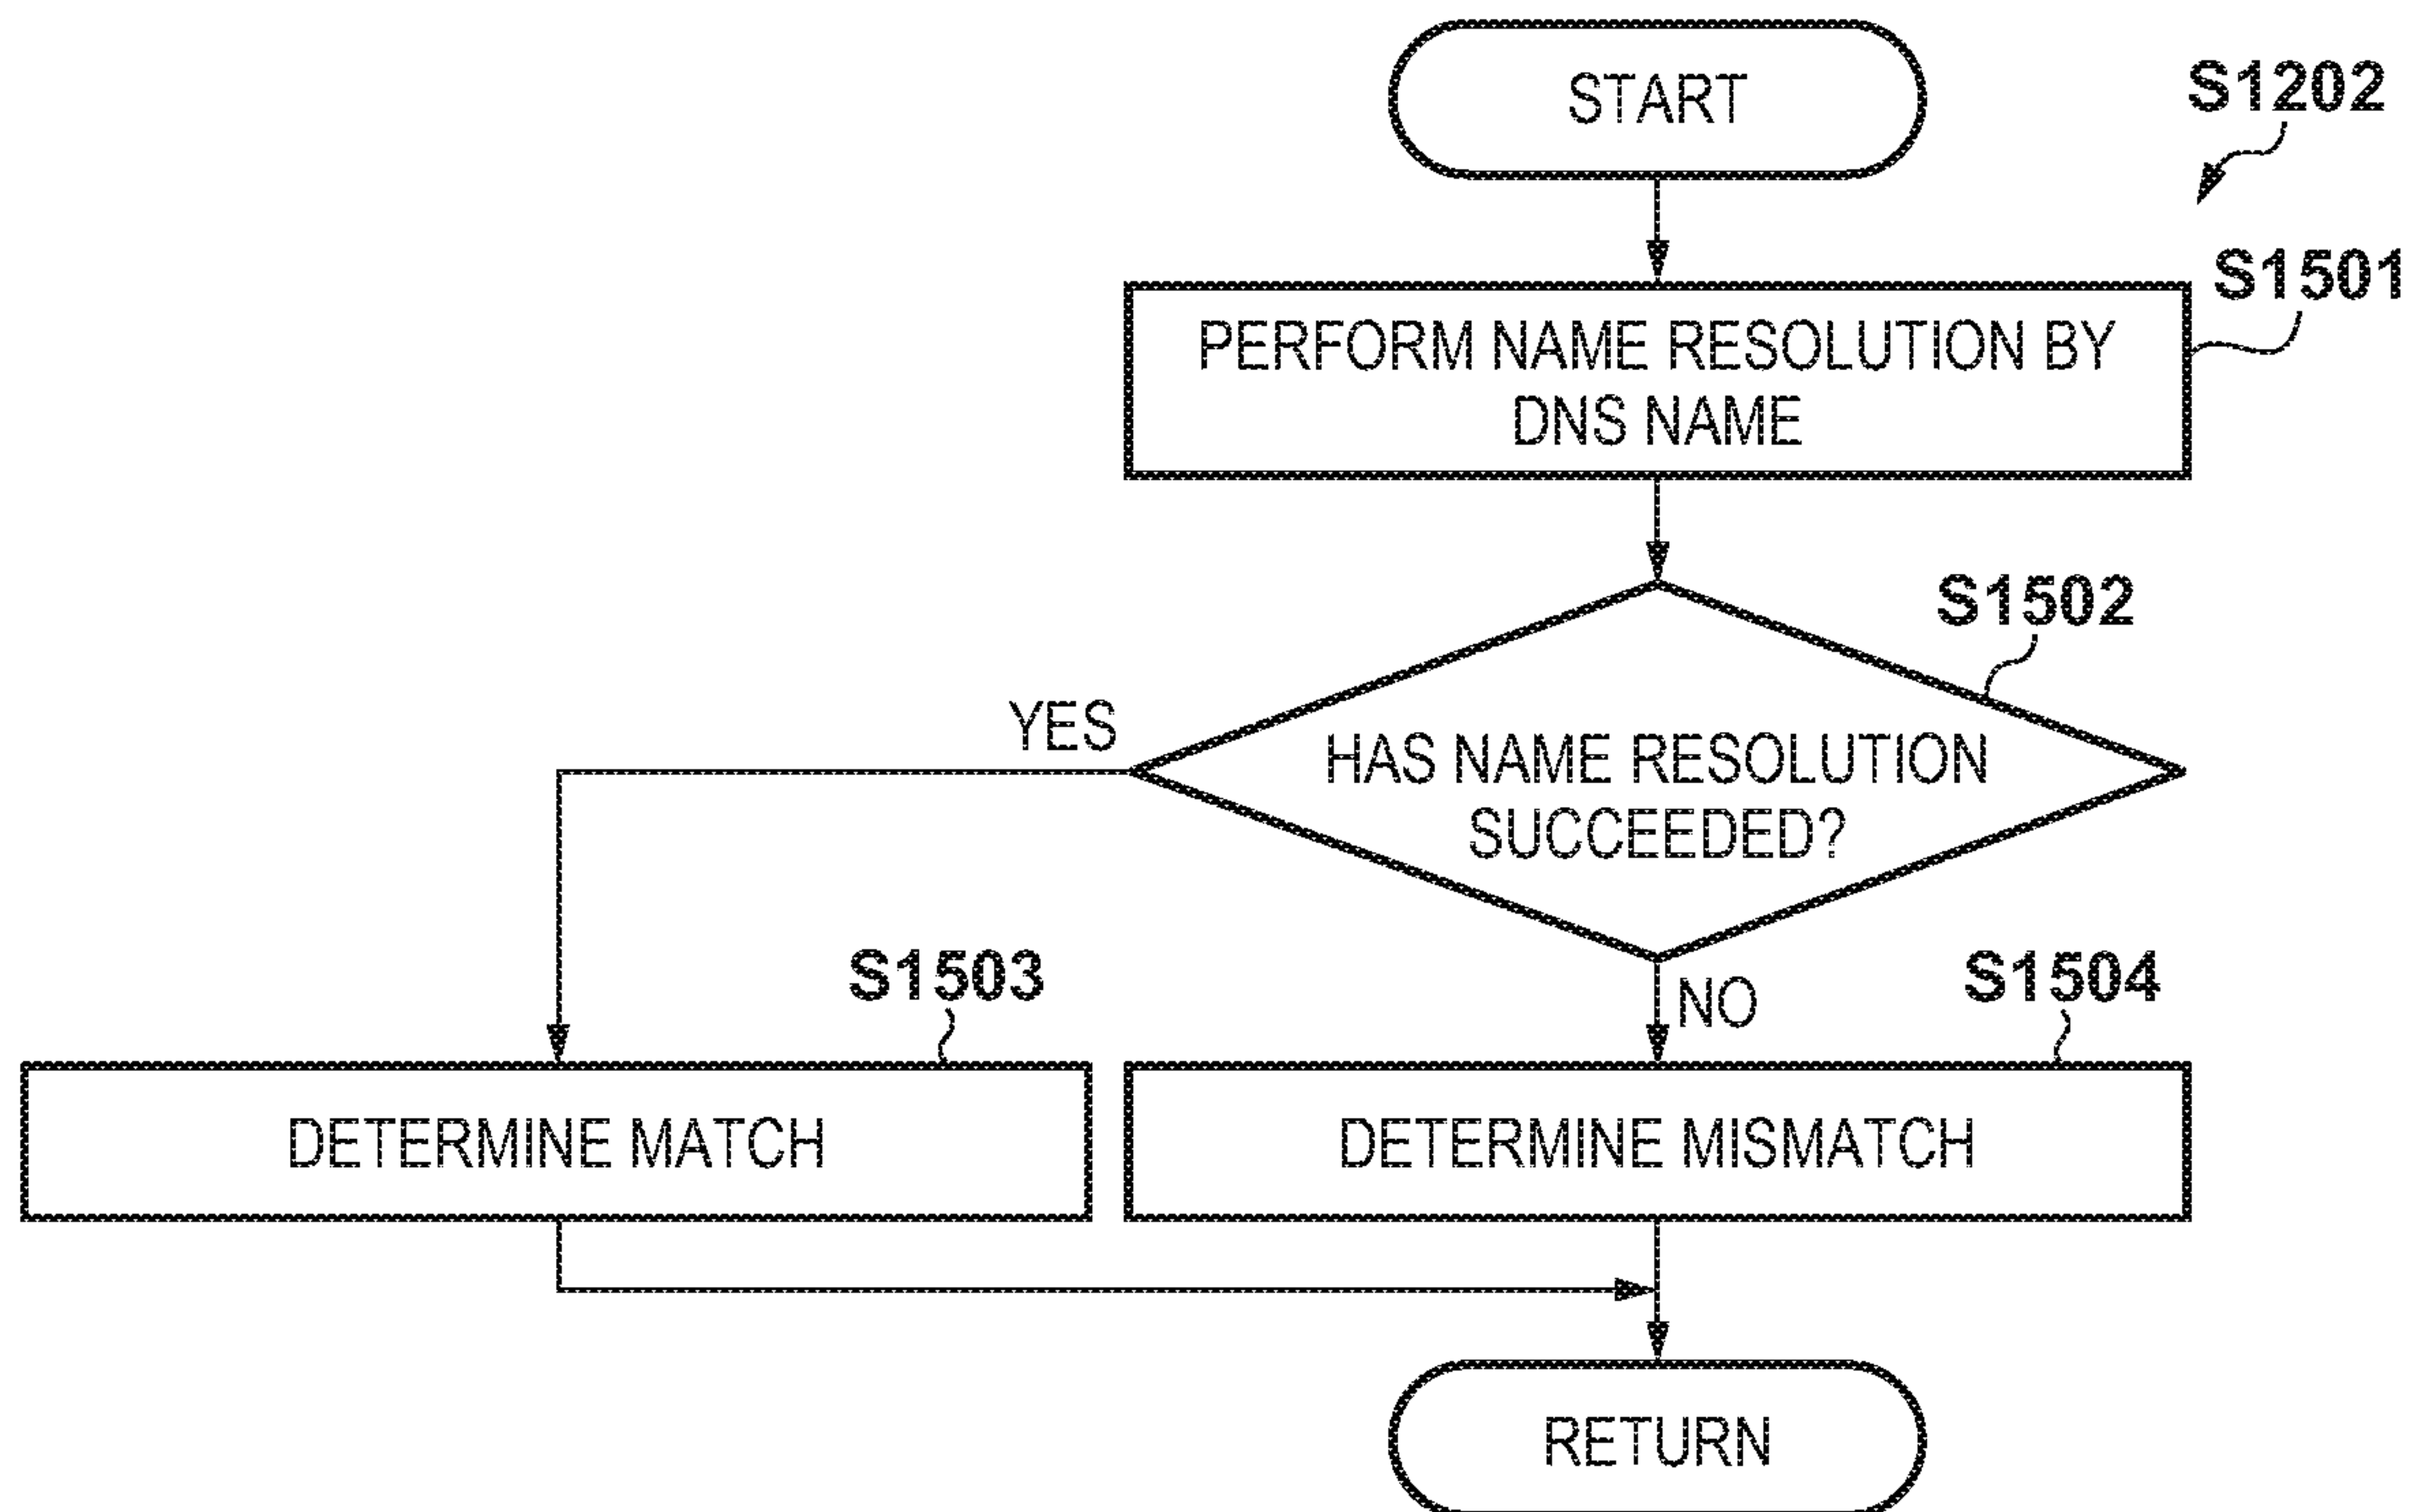 START
S1202
S1501
PERFORM NAME RESOLUTION BY
DNS NAME
S1502
YES
HAS NAME RESOLUTION
SUCCEEDED?
S1503
NO
S1504
DETERMINE MATCH
DETERMINE MISMATCH
RETURN